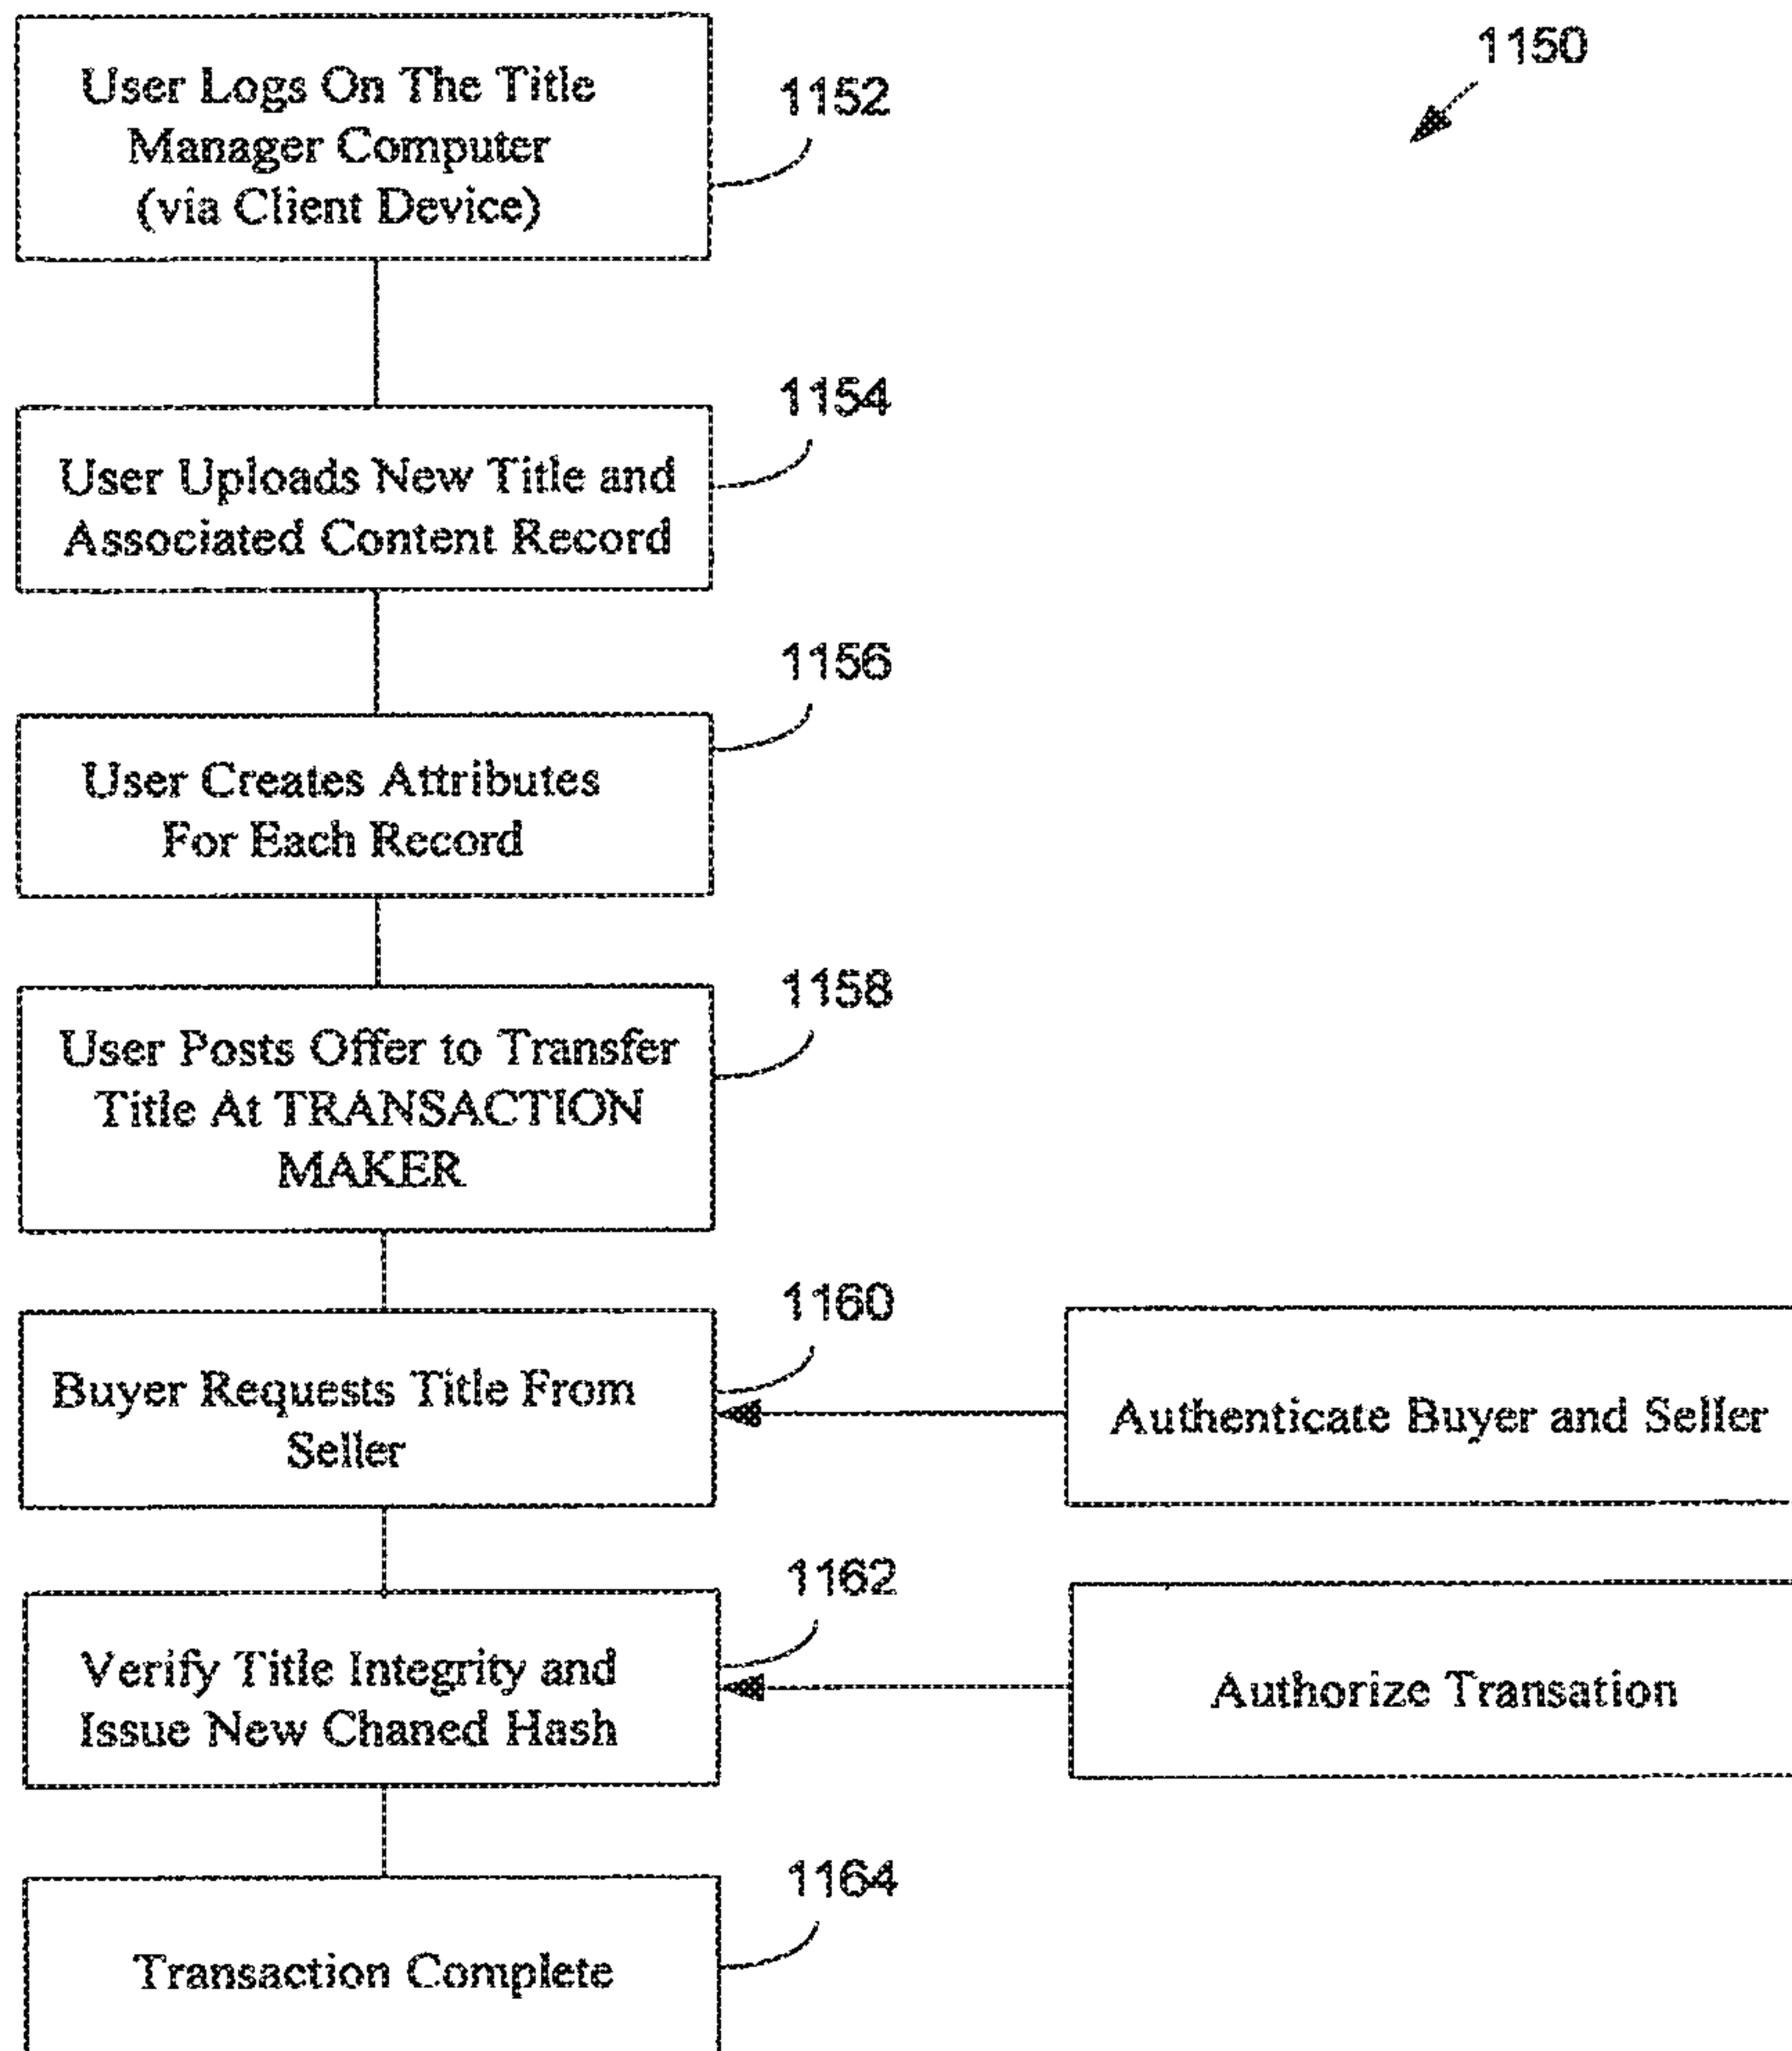 1150
User Logs On The Title
Manager Computer
(via Client Device)
1152
User Uploads New Title and
Associated Content Record
1154
User Creates Attributes
For Each Record
1156
User Posts Offer to Transfer
Title At TRANSACTION
MAKER
1158
Buyer Requests Title From
Seller
1160
Authenticate Buyer and Seller
Verify Title Integrity and
Issue New Chaned Hash
1162
Authorize Transation
Transaction Complete
1164